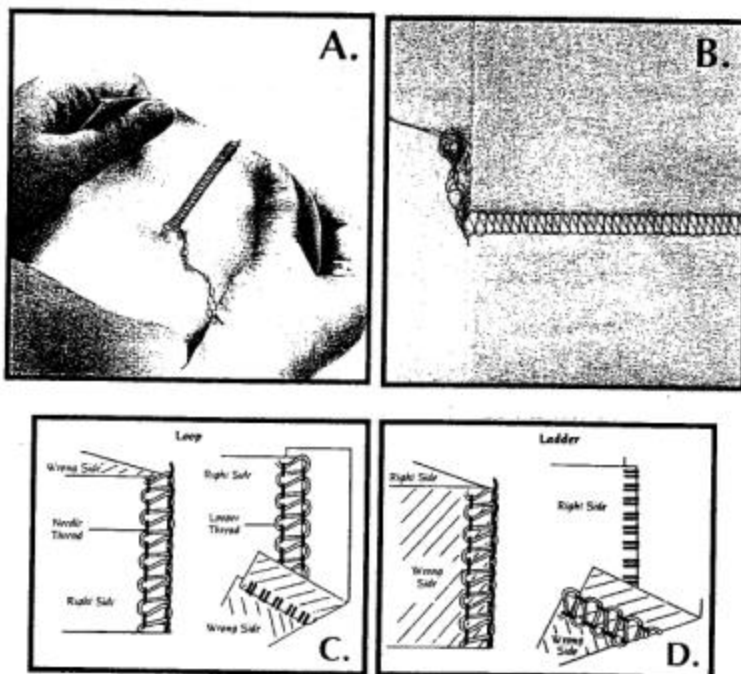 A.
B.
Loop
Wrong Side
Right Side
Needle
Thread
Looper
Thread
Right Side
Wrong Side
C.
Ladder
Right Side
Right Side
Wrong
Side
Wrong
Side
D.